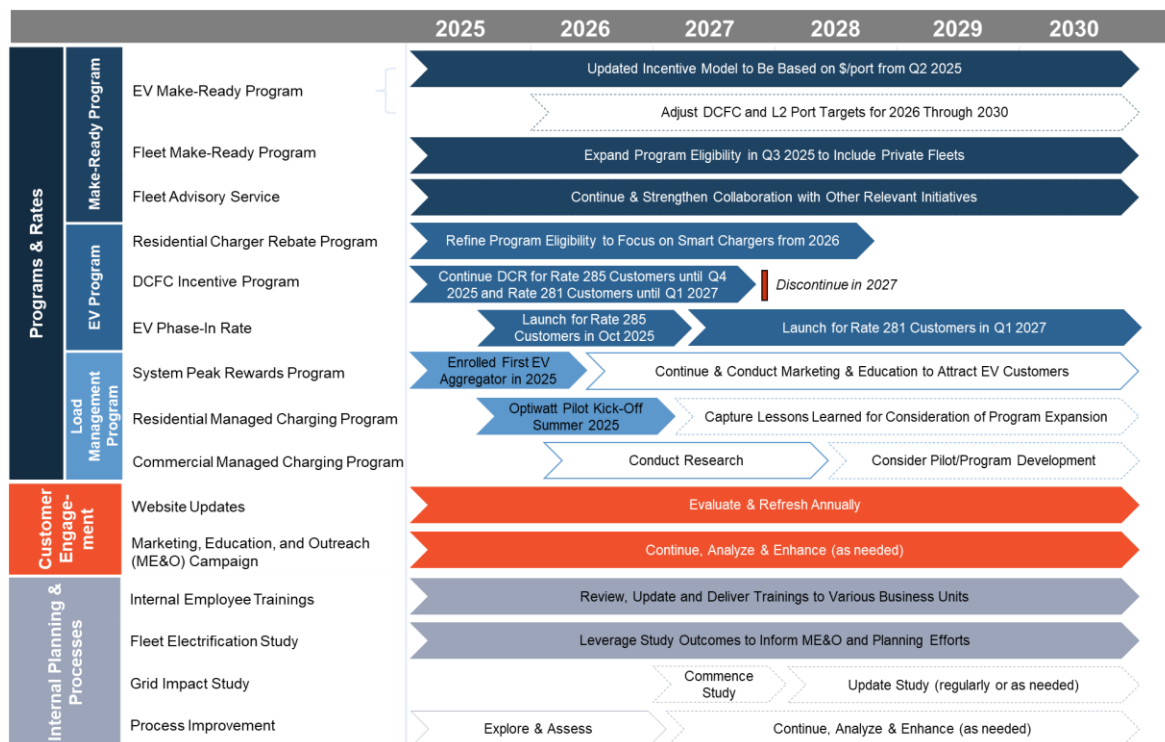 2025 2026 2027 2028 2029 2030
Programs & Rates
Make-Ready Program
EV Make-Ready Program
Updated Incentive Model to Be Based on $/port from Q2 2025
Adjust DCFC and L2 Port Targets for 2026 Through 2030
Fleet Make-Ready Program
Expand Program Eligibility in Q3 2025 to Include Private Fleets
Fleet Advisory Service
Continue & Strengthen Collaboration with Other Relevant Initiatives
EV Program
Residential Charger Rebate Program
Refine Program Eligibility to Focus on Smart Chargers from 2026
DCFC Incentive Program
Continue DCR for Rate 285 Customers until Q4
2025 and Rate 281 Customers until Q1 2027
Discontinue in 2027
EV Phase-In Rate
Launch for Rate 285
Customers in Oct 2025
Launch for Rate 281 Customers in Q1 2027
Load
Management
Program
System Peak Rewards Program
Enrolled First EV
Aggregator in 2025
Continue & Conduct Marketing & Education to Attract EV Customers
Residential Managed Charging Program
Optiwatt Pilot Kick-Off
Summer 2025
Capture Lessons Learned for Consideration of Program Expansion
Commercial Managed Charging Program
Conduct Research
Consider Pilot/Program Development
Customer
Engage-
ment
Website Updates
Evaluate & Refresh Annually
Marketing, Education, and Outreach
(ME&O) Campaign
Continue, Analyze & Enhance (as needed)
Internal Planning &
Processes
Internal Employee Trainings
Review, Update and Deliver Trainings to Various Business Units
Fleet Electrification Study
Leverage Study Outcomes to Inform ME&O and Planning Efforts
Grid Impact Study
Commence
Study
Update Study (regularly or as needed)
Process Improvement
Explore & Assess
Continue, Analyze & Enhance (as needed)